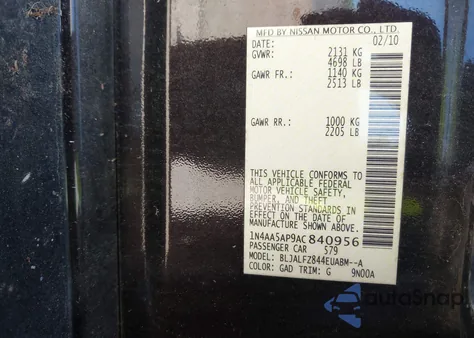 MFD BY NISSAN MOTOR CO., LTD.
DATE: 02/10
GVWR: 2131 KG
4698 LB
GAWR FR.: 1140 KG
2513 LB
GAWR RR.: 1000 KG
2205 LB
THIS VEHICLE CONFORMS TO
ALL APPLICABLE FEDERAL
MOTOR VEHICLE SAFETY,
BUMPER, AND THEFT
PREVENTION STANDARDS IN
EFFECT ON THE DATE OF
MANUFACTURE SHOWN ABOVE.
1N4AA5AP9AC840956
PASSENGER CAR 579
MODEL: BLJALFZ844EUABM--A
COLOR: GAD TRIM: G 9N00A
autoSnap